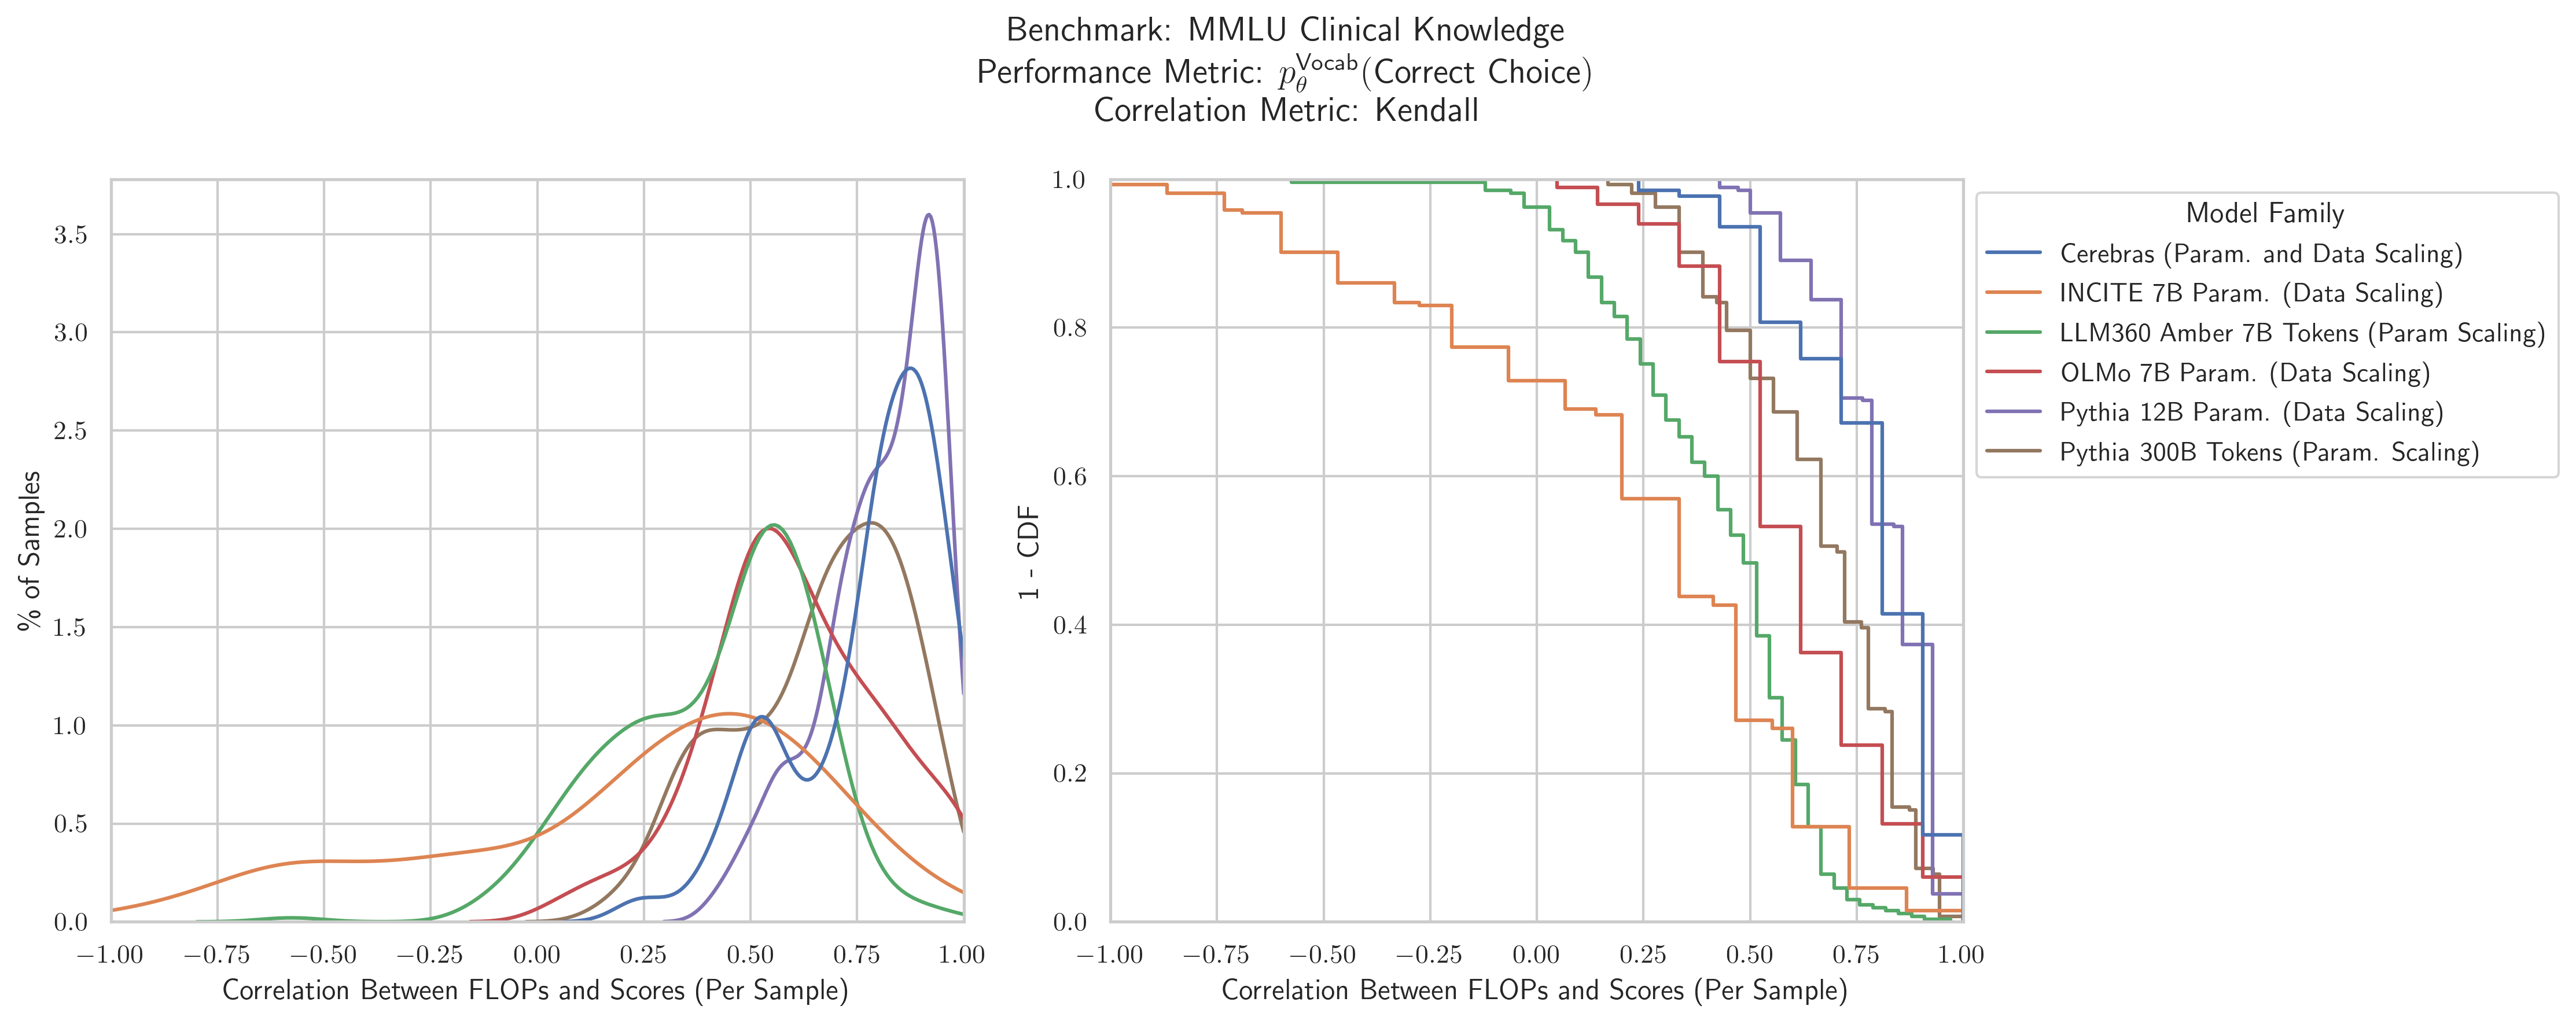 Benchmark: MMLU Clinical Knowledge
Performance Metric: $p_{\theta}^{\text{Vocab}}$(Correct Choice)
Correlation Metric: Kendall
% of Samples
3.5
3.0
2.5
2.0
1.5
1.0
0.5
0.0
−1.00 −0.75 −0.50 −0.25 0.00 0.25 0.50 0.75 1.00
Correlation Between FLOPs and Scores (Per Sample)
1 - CDF
1.0
0.8
0.6
0.4
0.2
0.0
−1.00 −0.75 −0.50 −0.25 0.00 0.25 0.50 0.75 1.00
Correlation Between FLOPs and Scores (Per Sample)
Model Family
Cerebras (Param. and Data Scaling)
INCITE 7B Param. (Data Scaling)
LLM360 Amber 7B Tokens (Param Scaling)
OLMo 7B Param. (Data Scaling)
Pythia 12B Param. (Data Scaling)
Pythia 300B Tokens (Param. Scaling)